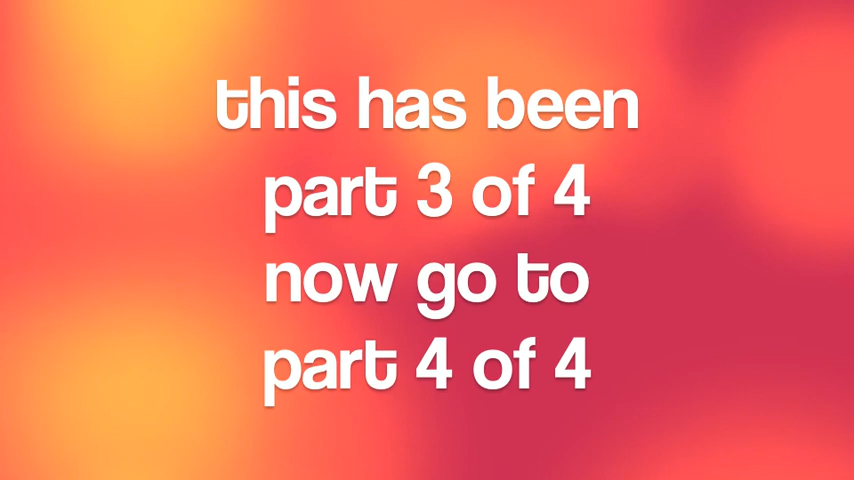 this has been
part 3 of 4
now go to
part 4 of 4